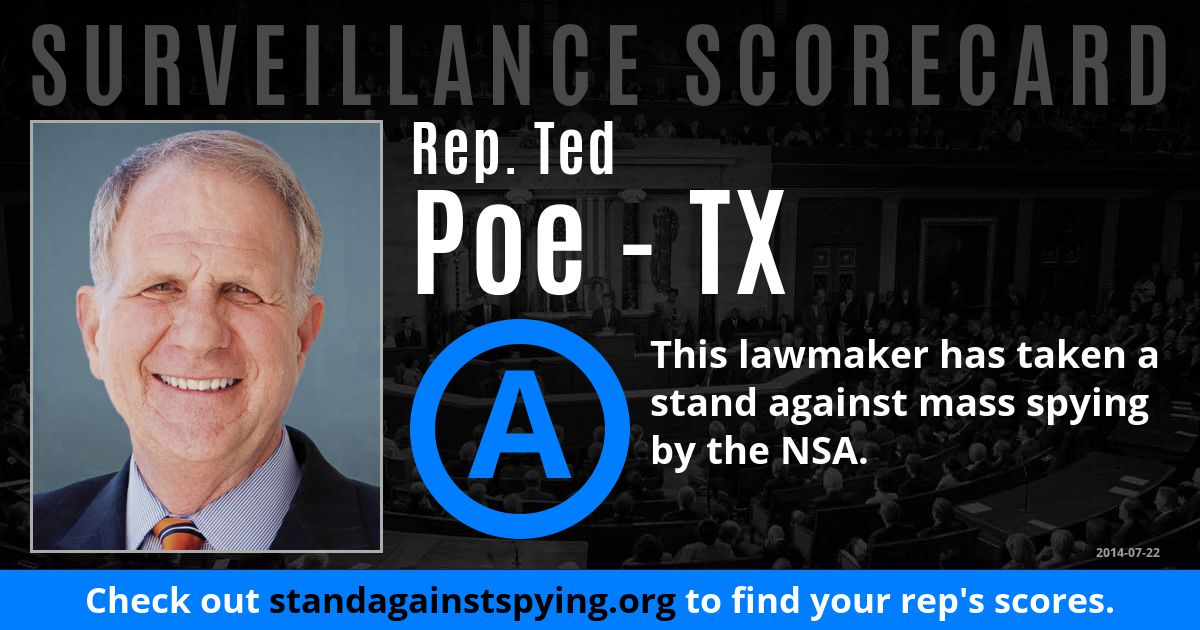 SURVEILLANCE SCORECARD
Rep. Ted
Poe - TX
A
This lawmaker has taken a
stand against mass spying
by the NSA.
2014-07-22
Check out standagainstspying.org to find your rep's scores.